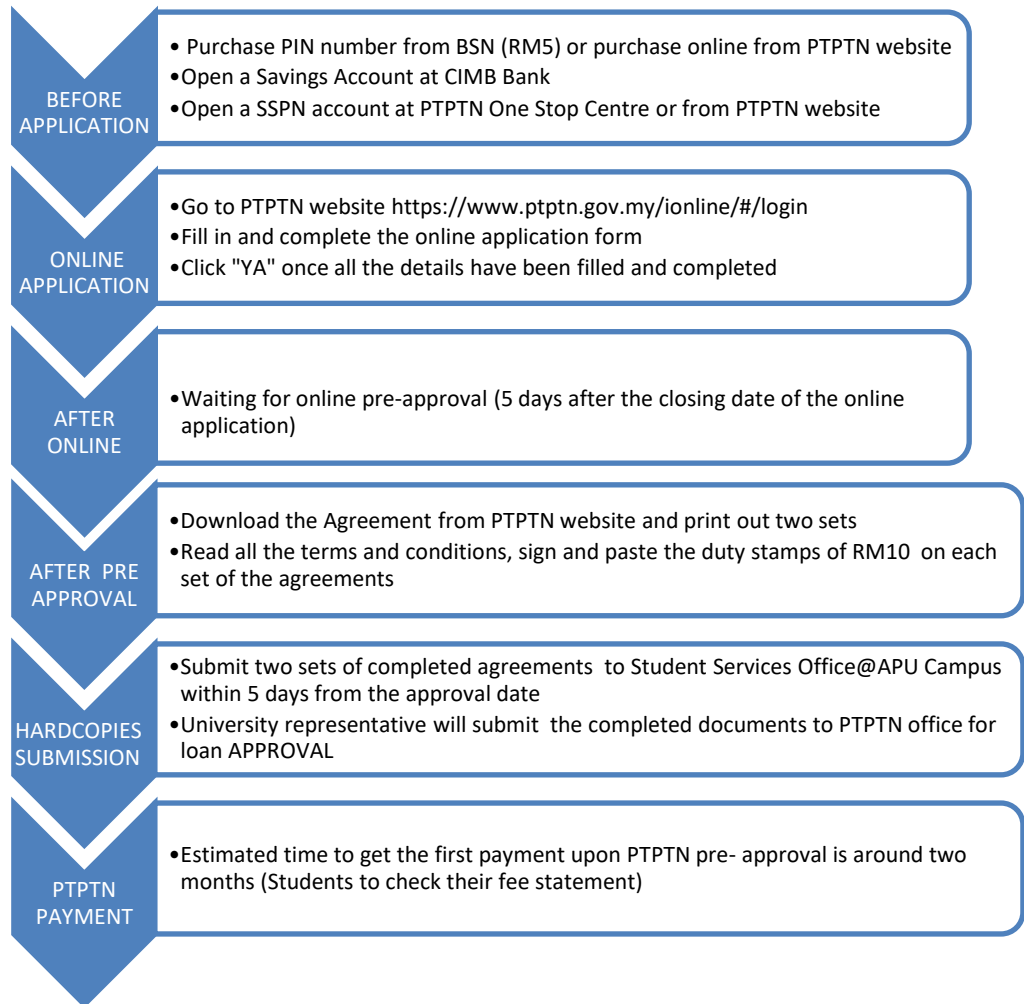 BEFORE
APPLICATION
• Purchase PIN number from BSN (RM5) or purchase online from PTPTN website
•Open a Savings Account at CIMB Bank
•Open a SSPN account at PTPTN One Stop Centre or from PTPTN website
ONLINE
APPLICATION
•Go to PTPTN website https://www.ptptn.gov.my/ionline/#/login
•Fill in and complete the online application form
•Click "YA" once all the details have been filled and completed
AFTER
ONLINE
•Waiting for online pre-approval (5 days after the closing date of the online
application)
AFTER PRE
APPROVAL
•Download the Agreement from PTPTN website and print out two sets
•Read all the terms and conditions, sign and paste the duty stamps of RM10 on each
set of the agreements
HARDCOPIES
SUBMISSION
•Submit two sets of completed agreements to Student Services Office@APU Campus
within 5 days from the approval date
•University representative will submit the completed documents to PTPTN office for
loan APPROVAL
PTPTN
PAYMENT
•Estimated time to get the first payment upon PTPTN pre- approval is around two
months (Students to check their fee statement)